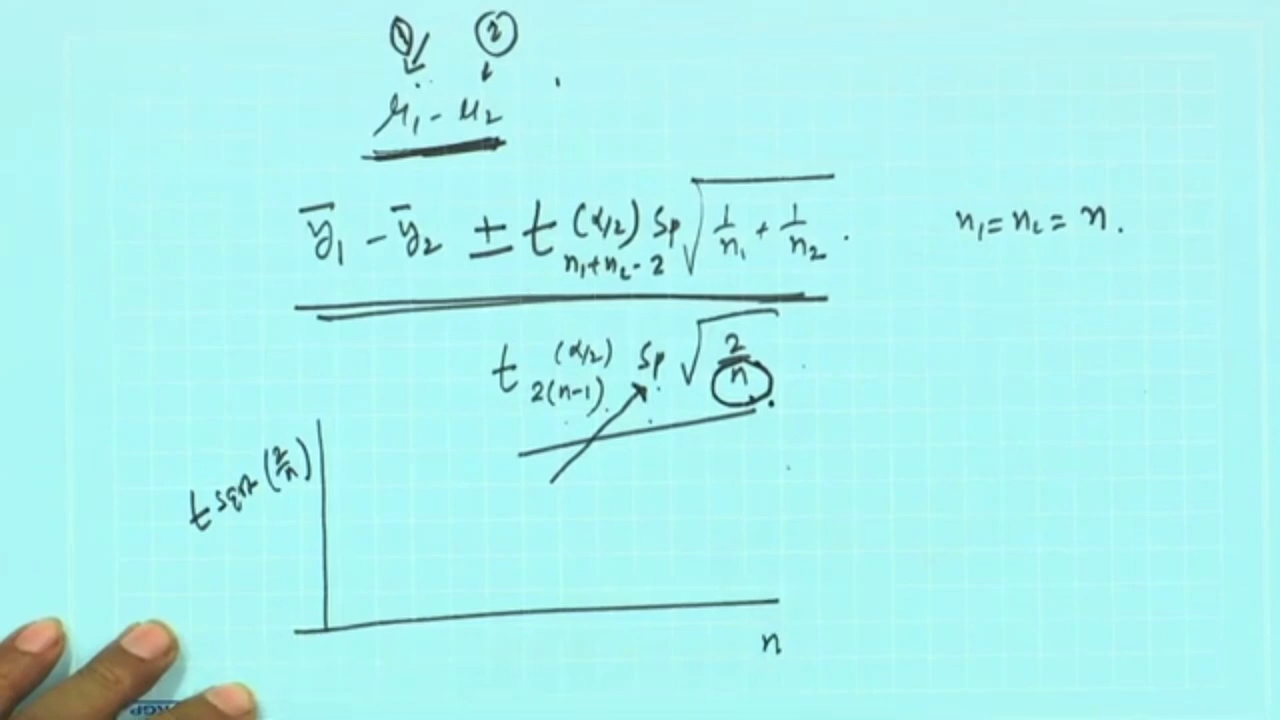 1 2
μ₁ - μ₂
ȳ₁ - ȳ₂ ± t (α/2) n₁+n₂-2 Sp √(1/n₁ + 1/n₂) .
n₁ = n₂ = n .
t (α/2) 2(n-1) Sp √(2/n)
t sqrt (2/n)
n